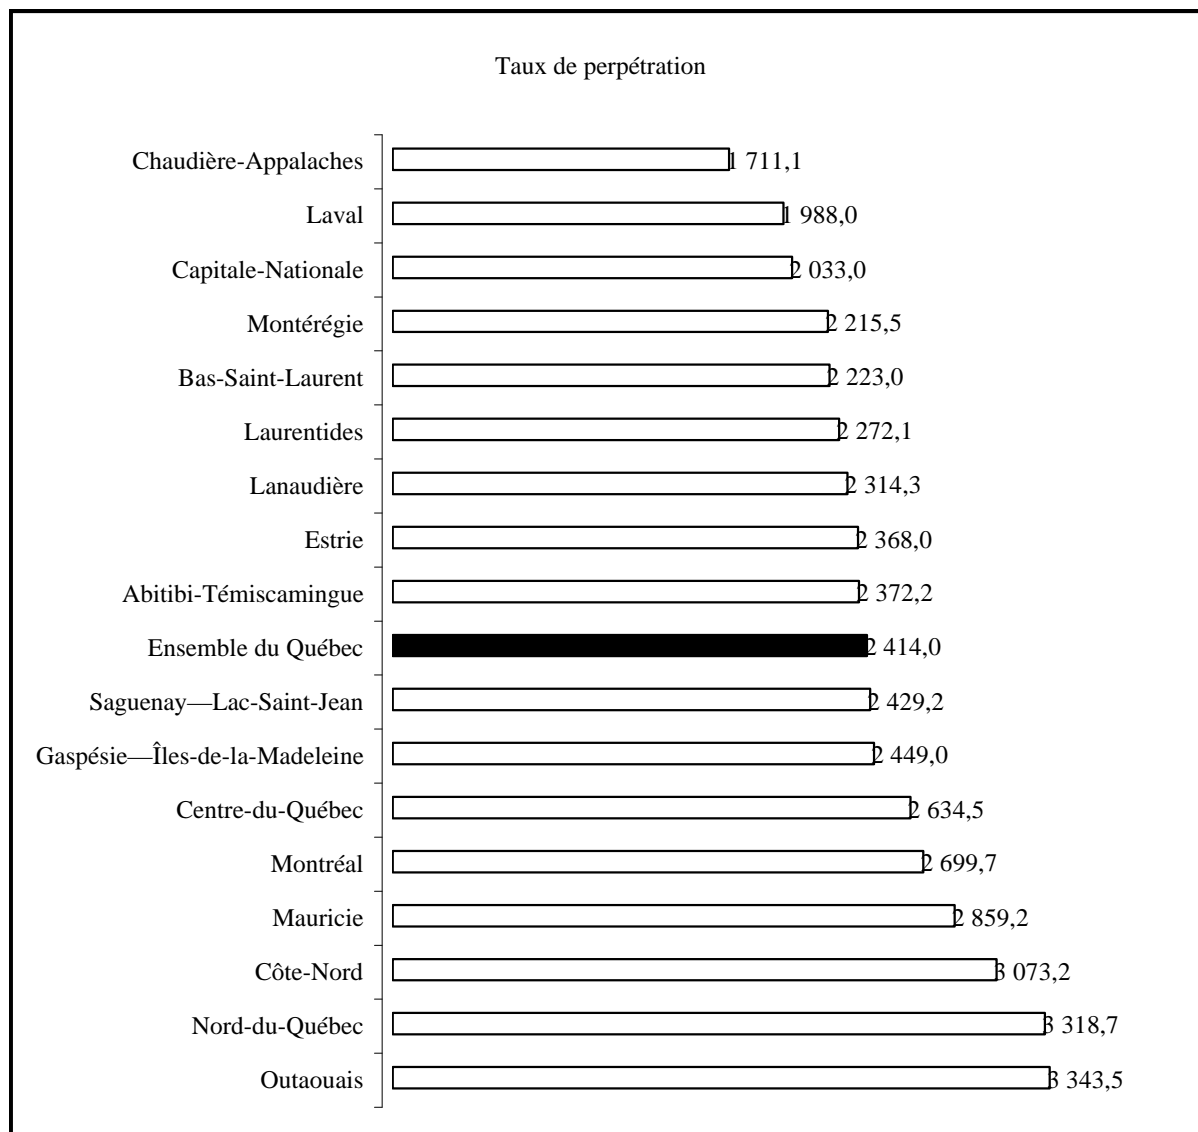 Taux de perpétration
Chaudière-Appalaches 1 711,1
Laval 1 988,0
Capitale-Nationale 2 033,0
Montérégie 2 215,5
Bas-Saint-Laurent 2 223,0
Laurentides 2 272,1
Lanaudière 2 314,3
Estrie 2 368,0
Abitibi-Témiscamingue 2 372,2
Ensemble du Québec 2 414,0
Saguenay—Lac-Saint-Jean 2 429,2
Gaspésie—Îles-de-la-Madeleine 2 449,0
Centre-du-Québec 2 634,5
Montréal 2 699,7
Mauricie 2 859,2
Côte-Nord 3 073,2
Nord-du-Québec 3 318,7
Outaouais 3 343,5